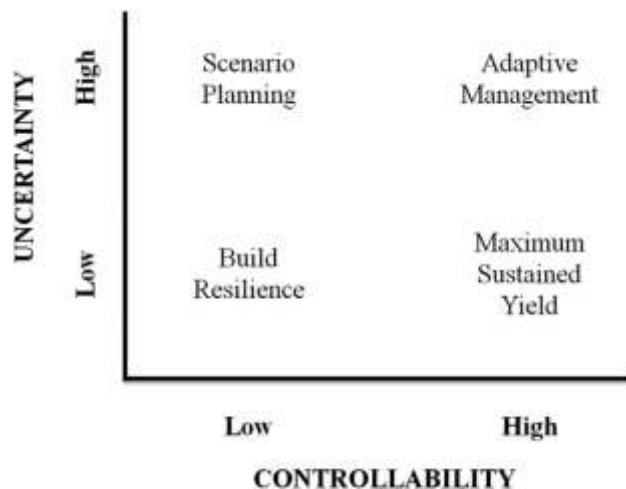 UNCERTAINTY
High
Low
Scenario
Planning
Adaptive
Management
Build
Resilience
Maximum
Sustained
Yield
Low
High
CONTROLLABILITY